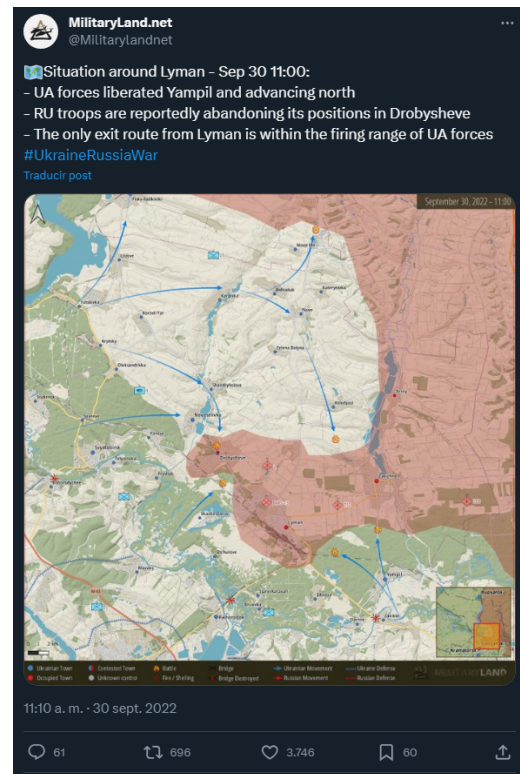 MilitaryLand.net
@Militarylandnet
🗺️Situation around Lyman - Sep 30 11:00:
- UA forces liberated Yampil and advancing north
- RU troops are reportedly abandoning its positions in Drobysheve
- The only exit route from Lyman is within the firing range of UA forces
#UkraineRussiaWar
Traducir post
September 30, 2022 - 11:00
Oleksandrivka
Drobysheve
Lyman
Yampil
Ukrainian Town
Contested Town
Battle
Bridge
Ukrainian Movement
Ukraine Defense
Occupied Town
Unknown control
Fire / Shelling
Bridge Destroyed
Russian Movement
Russian Defense
MILITARYLAND
11:10 a. m. · 30 sept. 2022
61
696
3.746
60